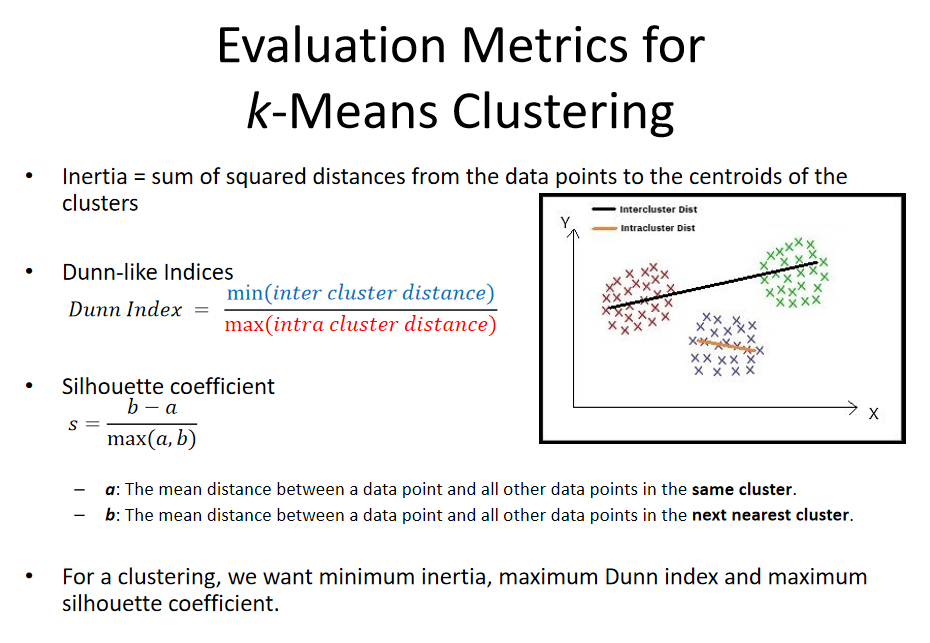 Evaluation Metrics for
k-Means Clustering
• Inertia = sum of squared distances from the data points to the centroids of the
clusters
• Dunn-like Indices
Dunn Index = min(inter cluster distance) / max(intra cluster distance)
• Silhouette coefficient
s = b − a / max(a, b)
– a: The mean distance between a data point and all other data points in the same cluster.
– b: The mean distance between a data point and all other data points in the next nearest cluster.
• For a clustering, we want minimum inertia, maximum Dunn index and maximum
silhouette coefficient.
Intercluster Dist
Intracluster Dist
Y
X